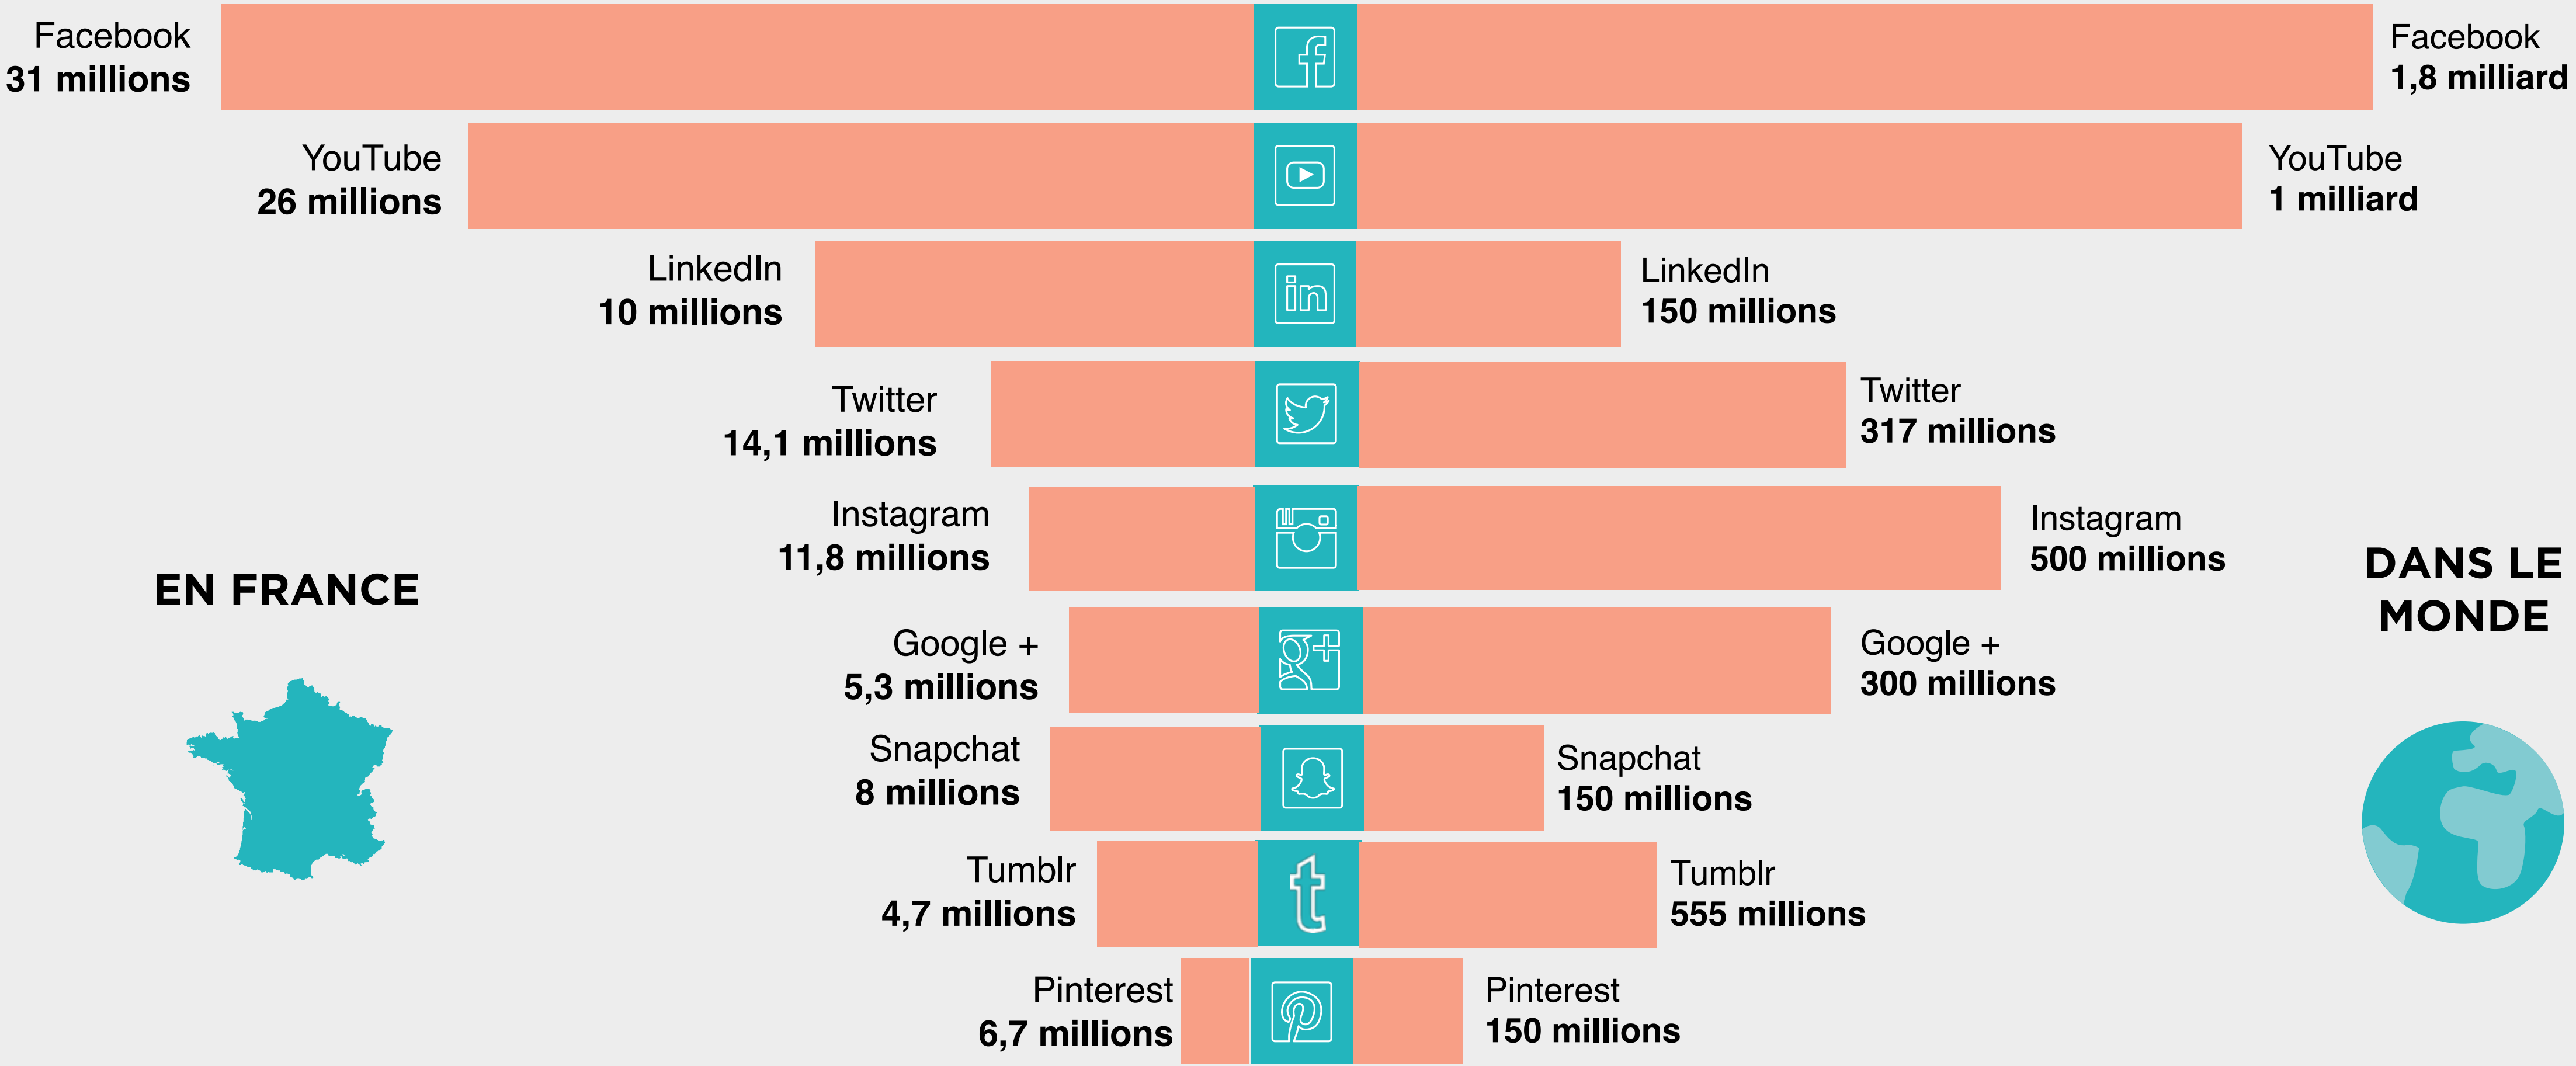 Facebook
31 millions
Facebook
1,8 milliard
YouTube
26 millions
YouTube
1 milliard
LinkedIn
10 millions
in
LinkedIn
150 millions
Twitter
14,1 millions
Twitter
317 millions
Instagram
11,8 millions
Instagram
500 millions
EN FRANCE
DANS LE
MONDE
Google +
5,3 millions
g+
Google +
300 millions
Snapchat
8 millions
Snapchat
150 millions
Tumblr
4,7 millions
t
Tumblr
555 millions
Pinterest
6,7 millions
Pinterest
150 millions